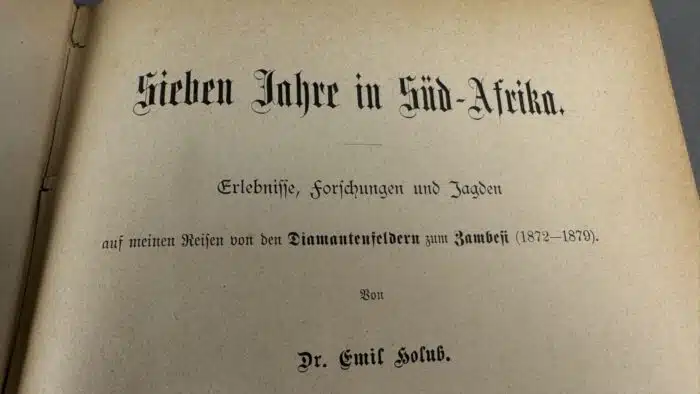 Sieben Jahre in Süd-Afrika.
Erlebnisse, Forschungen und Jagden
auf meinen Reisen von den Diamantenfeldern zum Zambesi (1872—1879).
Von
Dr. Emil Holub.